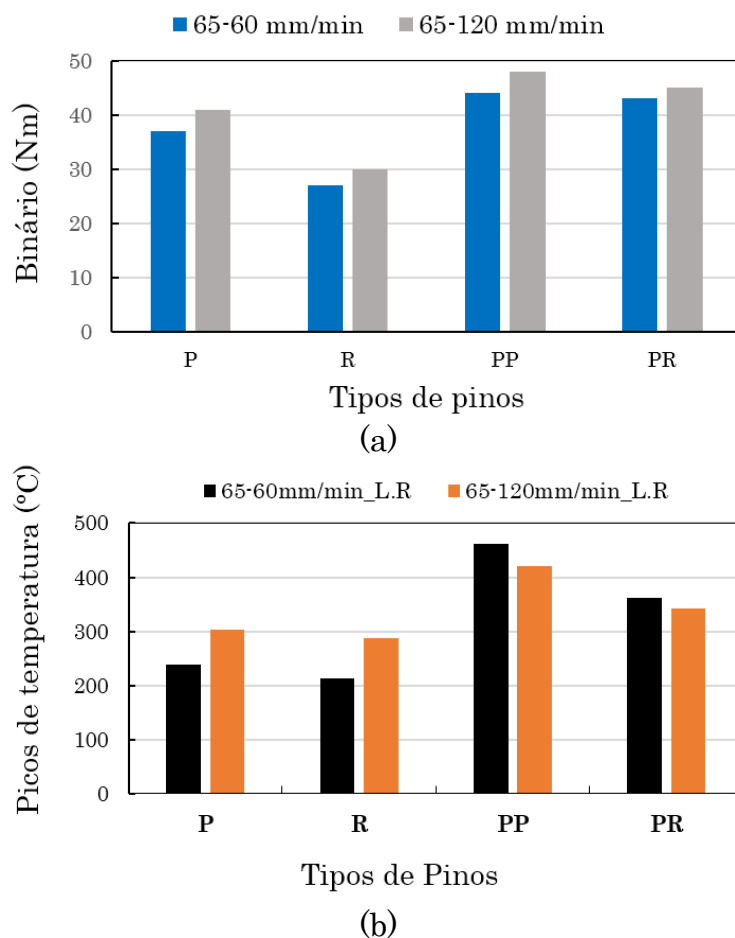 65-60 mm/min 65-120 mm/min
Binário (Nm)
50
40
30
20
10
0
P R PP PR
Tipos de pinos
(a)
65-60mm/min_L.R 65-120mm/min_L.R
Picos de temperatura (ºC)
500
400
300
200
100
0
P R PP PR
Tipos de Pinos
(b)